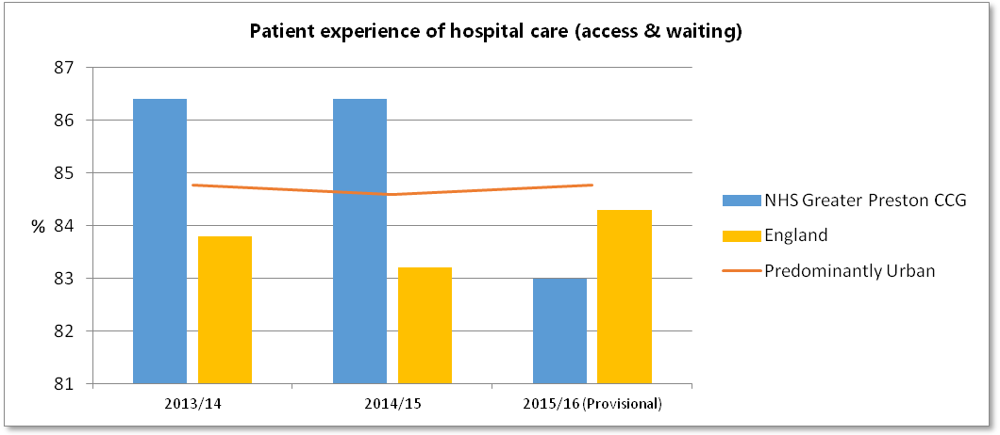 Patient experience of hospital care (access & waiting)
87
86
85
84
83
82
81
%
2013/14
2014/15
2015/16 (Provisional)
NHS Greater Preston CCG
England
Predominantly Urban